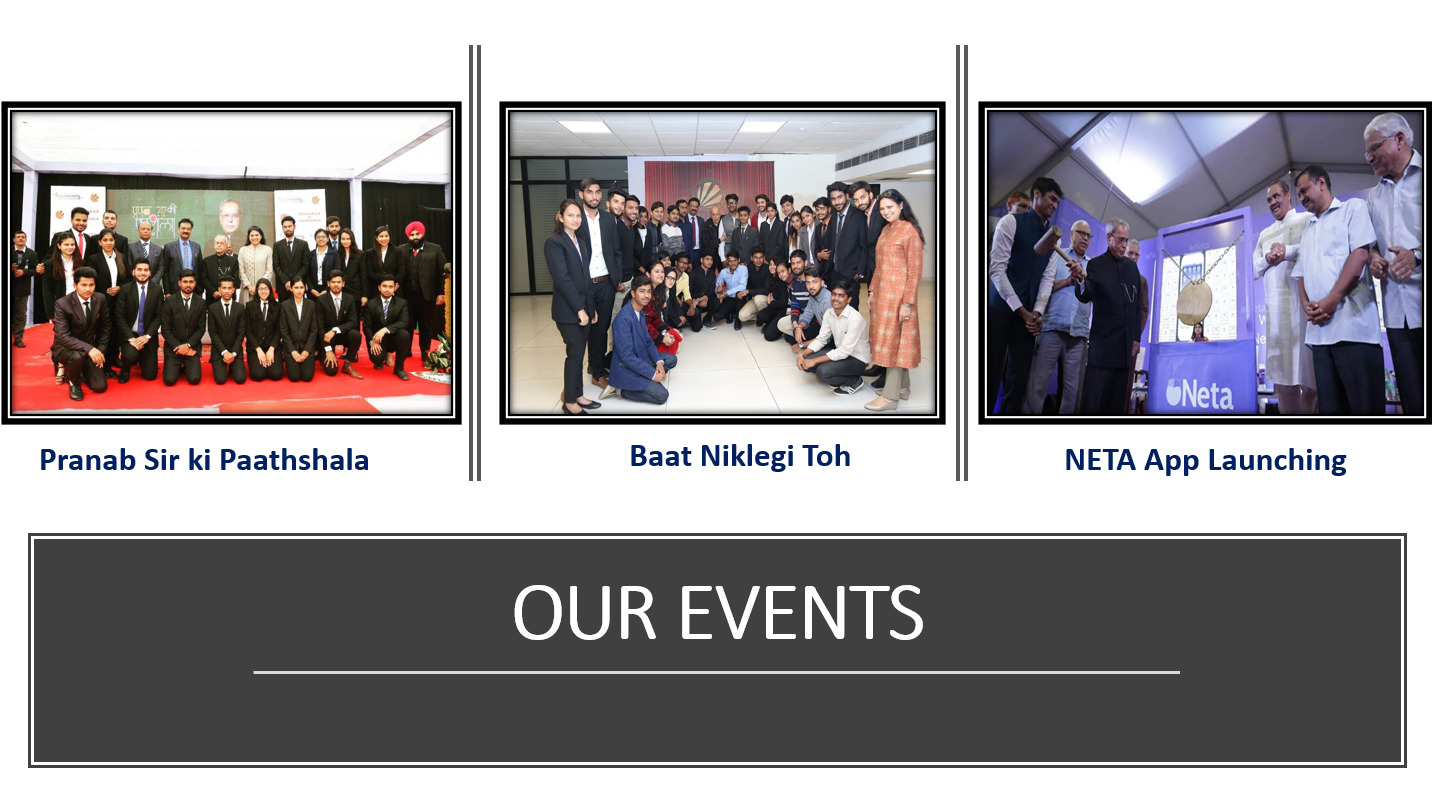 Neta
Pranab Sir ki Paathshala
Baat Niklegi Toh
NETA App Launching
OUR EVENTS